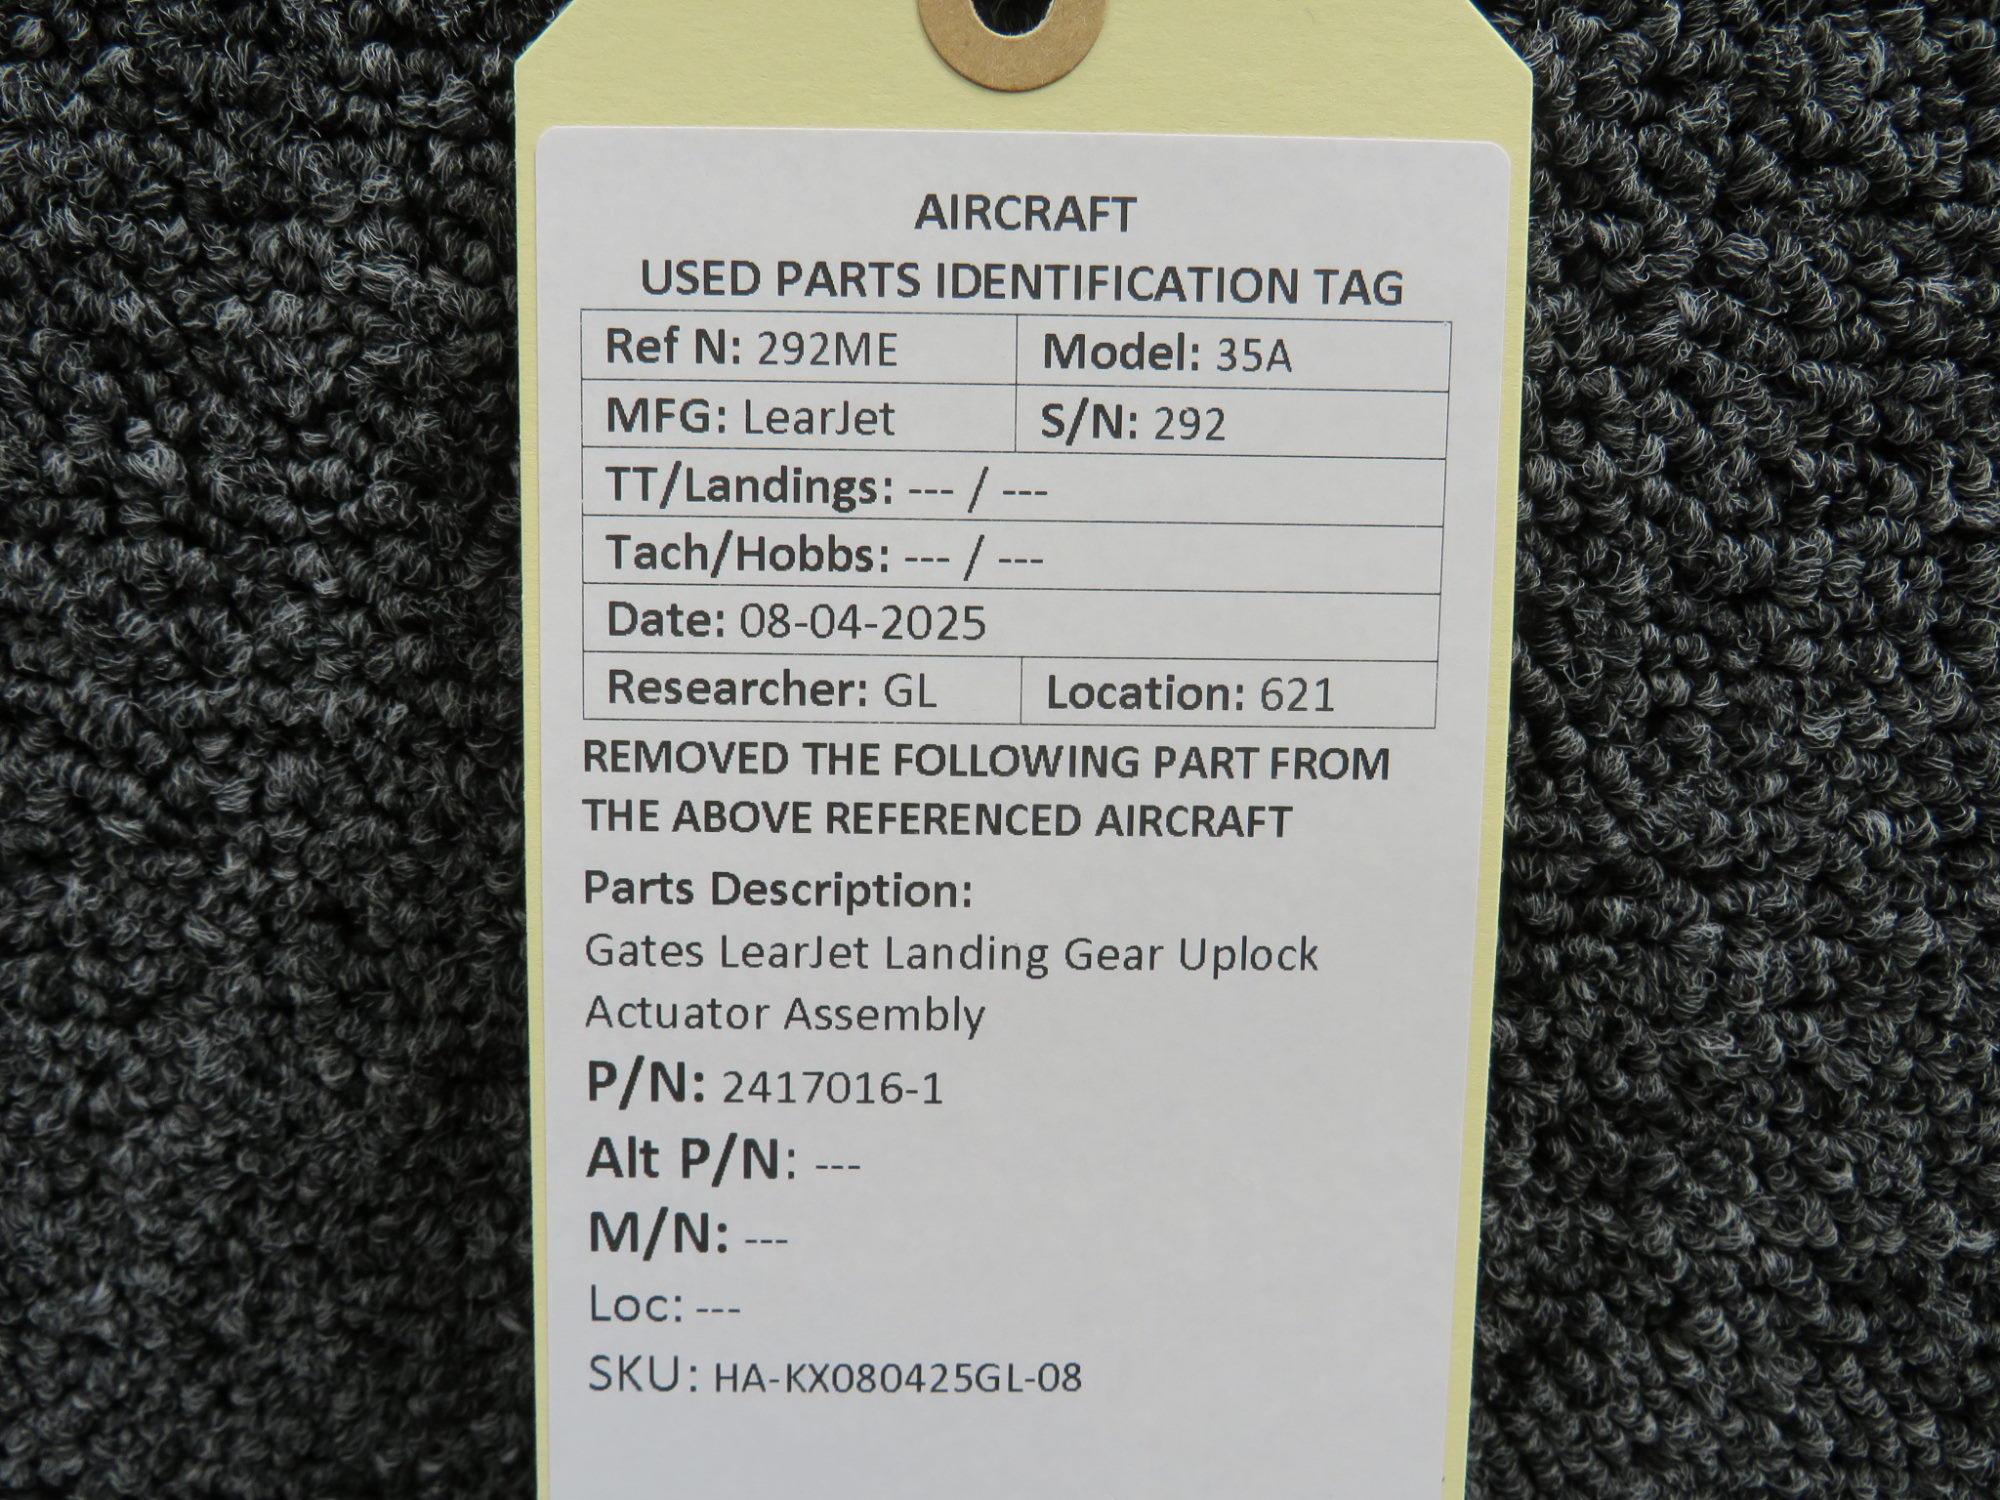 AIRCRAFT
USED PARTS IDENTIFICATION TAG
Ref N: 292ME Model: 35A
MFG: LearJet S/N: 292
TT/Landings: --- / ---
Tach/Hobbs: --- / ---
Date: 08-04-2025
Researcher: GL Location: 621
REMOVED THE FOLLOWING PART FROM
THE ABOVE REFERENCED AIRCRAFT
Parts Description:
Gates LearJet Landing Gear Uplock
Actuator Assembly
P/N: 2417016-1
Alt P/N: ---
M/N: ---
Loc: ---
SKU: HA-KX080425GL-08